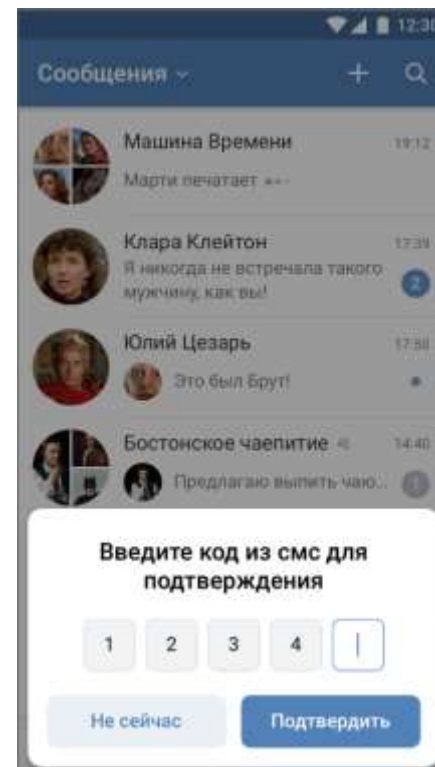 12:30
Сообщения
Машина Времени 19:12
Марти печатает
Клара Клейтон 17:39
Я никогда не встречала такого
мужчину, как вы! 2
Юлий Цезарь
Это был Брут!
Бостонское чаепитие 14:40
Предлагаю выпить чаю... 1
Введите код из смс для
подтверждения
1 2 3 4
Не сейчас Подтвердить